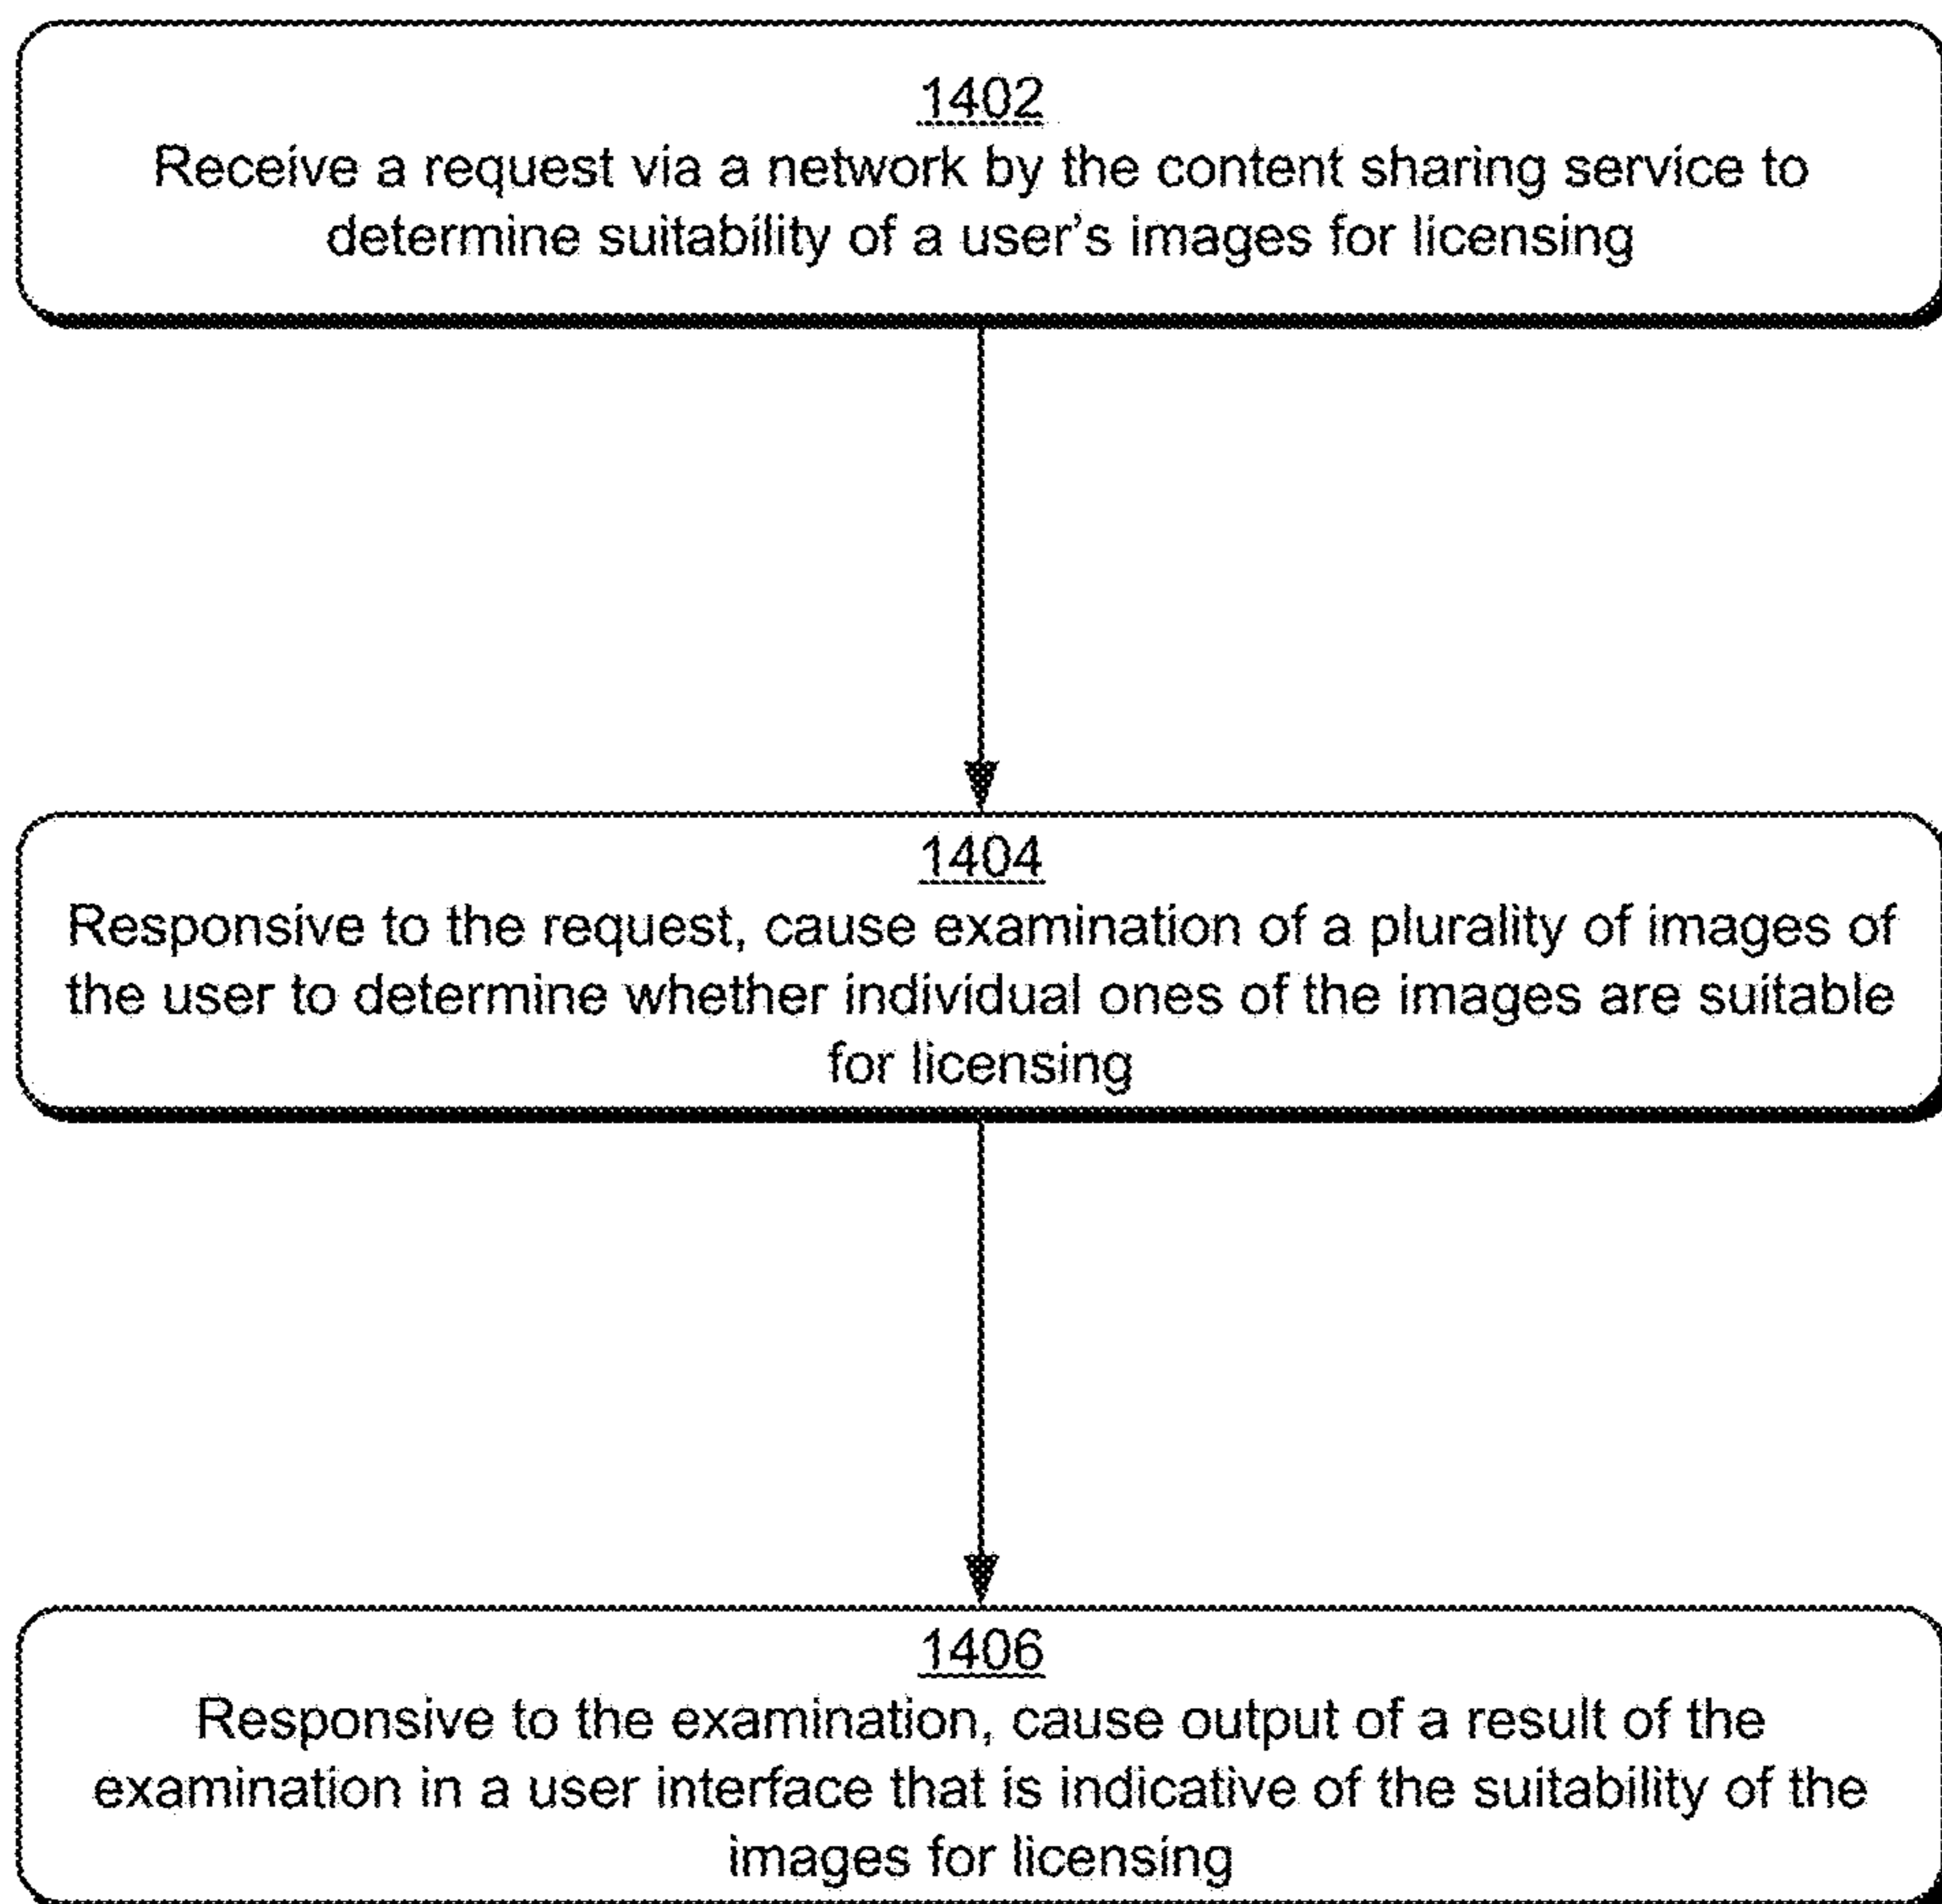 1402
Receive a request via a network by the content sharing service to
determine suitability of a user's images for licensing
1404
Responsive to the request, cause examination of a plurality of images of
the user to determine whether individual ones of the images are suitable
for licensing
1406
Responsive to the examination, cause output of a result of the
examination in a user interface that is indicative of the suitability of the
images for licensing